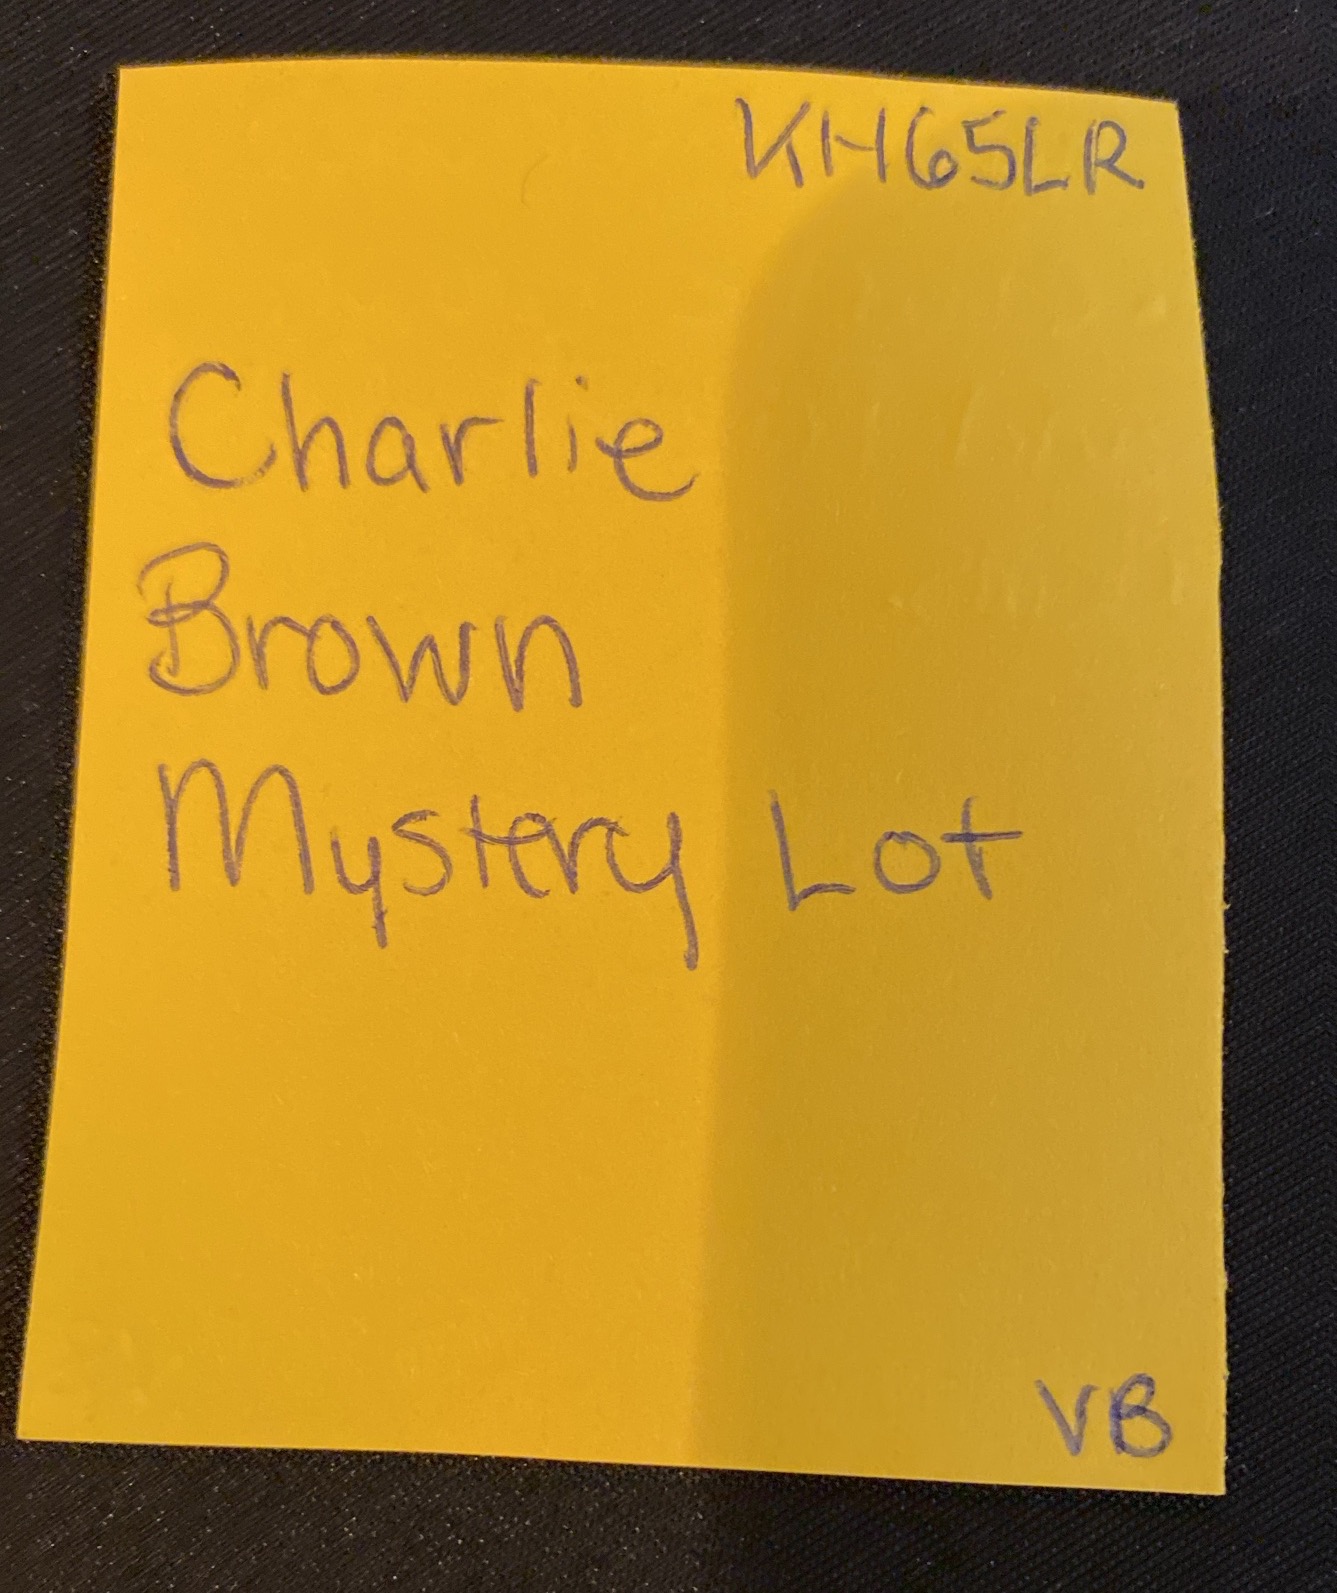 KH65LR
Charlie
Brown
Mystery Lot
VB